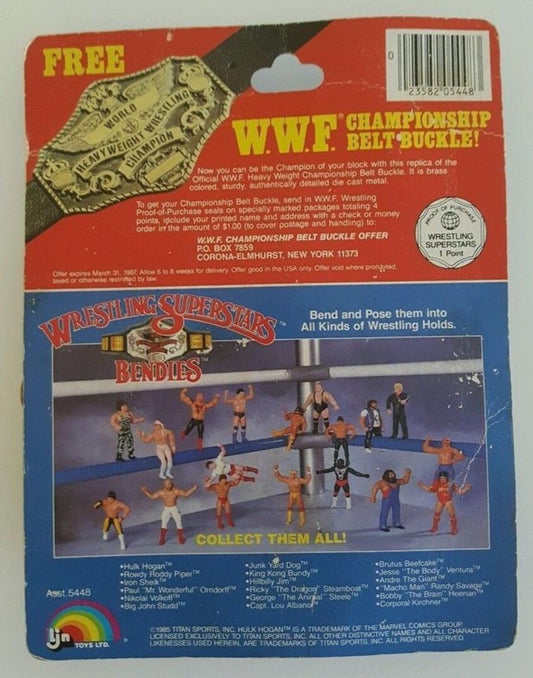 FREE
WORLD
HEAVYWEIGHT WRESTLING
CHAMPION
0
23582 05448
W.W.F.® CHAMPIONSHIP
BELT BUCKLE!
Now you can be the Champion of your block with this replica of the
Official W.W.F. Heavy Weight Championship Belt Buckle. It is brass
colored, sturdy, authentically detailed die cast metal.
To get your Championship Belt Buckle, send in W.W.F. Wrestling
Proof-of-Purchase seals on specially marked packages totaling 4
points, include your printed name and address with a check or money
order in the amount of $1.00 (to cover postage and handling) to:
W.W.F. CHAMPIONSHIP BELT BUCKLE OFFER
P.O. BOX 7859
CORONA-ELMHURST, NEW YORK 11373
PROOF OF PURCHASE
WRESTLING
SUPERSTARS
1 Point
Offer expires March 31, 1987. Allow 6 to 8 weeks for delivery. Offer good in the USA only. Offer void where prohibited,
taxed or otherwise restricted by law.
WRESTLING SUPERSTARS™
BENDIES™
Bend and Pose them into
All Kinds of Wrestling Holds.
COLLECT THEM ALL!
•Hulk Hogan™
•Rowdy Roddy Piper™
•Iron Sheik™
•Paul "Mr. Wonderful" Orndorff™
•Nikolai Volkoff™
•Big John Studd™
•Junk Yard Dog™
•King Kong Bundy™
•Hillbilly Jim™
•Ricky "The Dragon" Steamboat™
•George "The Animal" Steele™
•Capt. Lou Albano™
•Brutus Beefcake™
•Jesse "The Body" Ventura™
•Andre The Giant™
•"Macho Man" Randy Savage™
•Bobby "The Brain" Heenan™
•Corporal Kirchner™
Asst.5448
ljn
TOYS LTD.
©1985 TITAN SPORTS, INC. HULK HOGAN™ IS A TRADEMARK OF THE MARVEL COMICS GROUP.
LICENSED EXCLUSIVELY TO TITAN SPORTS, INC. ALL OTHER DISTINCTIVE NAMES AND ALL CHARACTER
LIKENESSES USED HEREIN, ARE TRADEMARKS OF TITAN SPORTS, INC. ALL RIGHTS RESERVED.